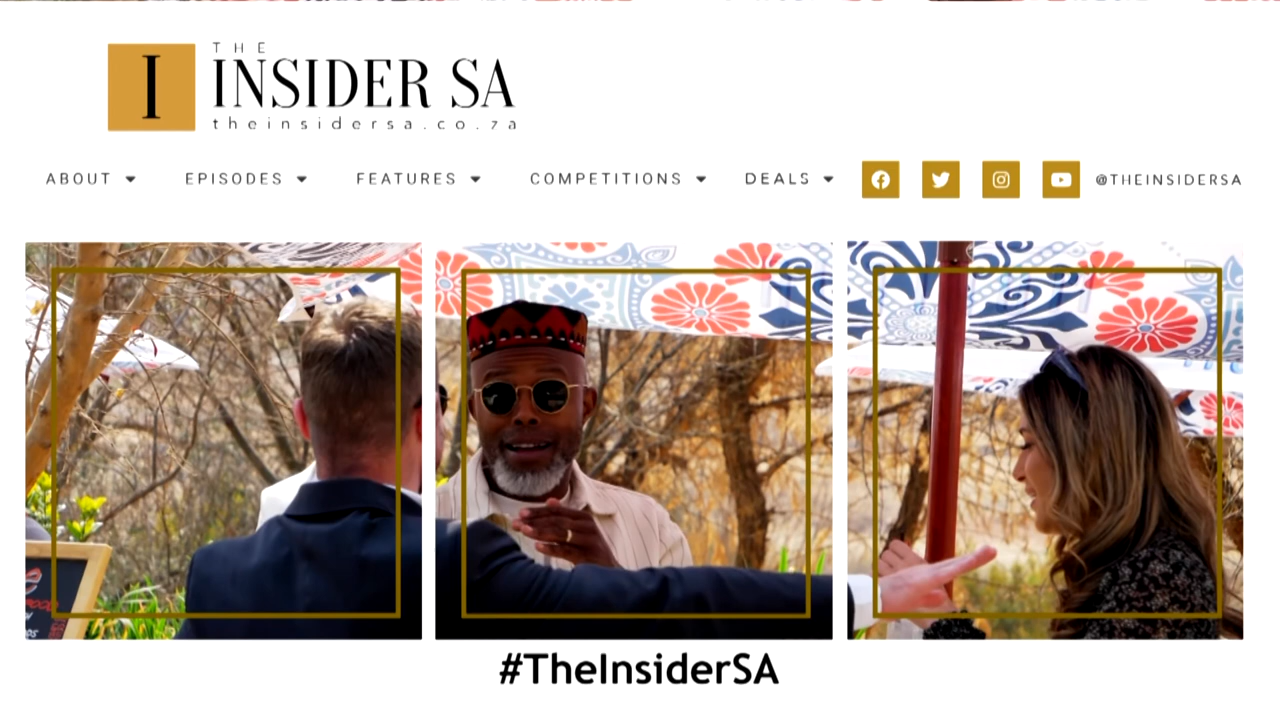 I
THE
INSIDER SA
theinsidersa.co.za
ABOUT
EPISODES
FEATURES
COMPETITIONS
DEALS
@THEINSIDERSA
#TheInsiderSA